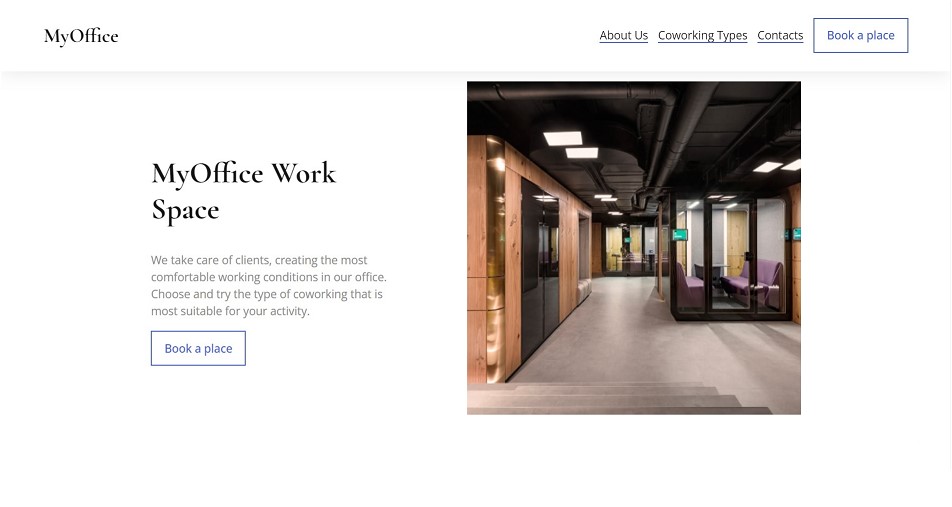 MyOffice
About Us
Coworking Types
Contacts
Book a place
MyOffice Work
Space
We take care of clients, creating the most
comfortable working conditions in our office.
Choose and try the type of coworking that is
most suitable for your activity.
Book a place